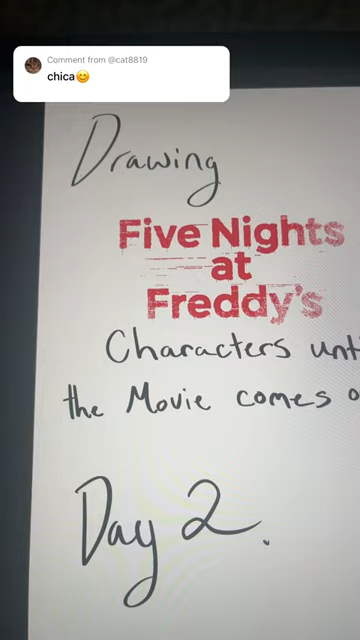 Comment from @cat8819
chica😊
Drawing
Five Nights
at
Freddy's
Characters unt
the Movie comes o
Day 2.